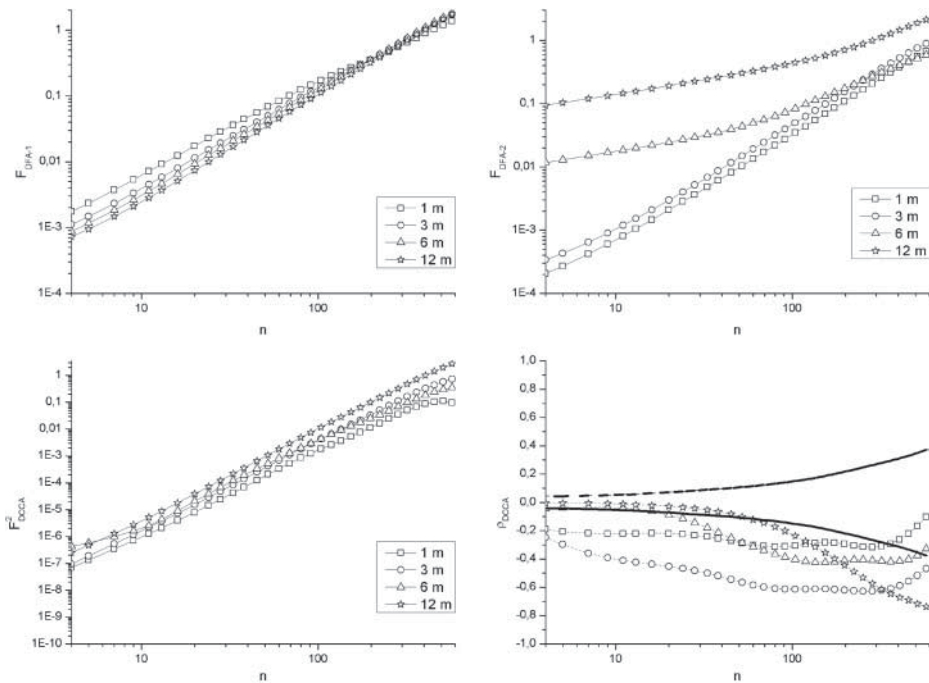 1
0,1
0,01
1E-3
1E-4
10
100
n
F_DFA-1
1 m
3 m
6 m
12 m
1
0,1
0,01
1E-3
1E-4
10
100
n
F_DFA-2
1 m
3 m
6 m
12 m
1
0,1
0,01
1E-3
1E-4
1E-5
1E-6
1E-7
1E-8
1E-9
1E-10
10
100
n
F²_DCCA
1 m
3 m
6 m
12 m
1,0
0,8
0,6
0,4
0,2
0,0
-0,2
-0,4
-0,6
-0,8
-1,0
10
100
n
ρ_DCCA
1 m
3 m
6 m
12 m